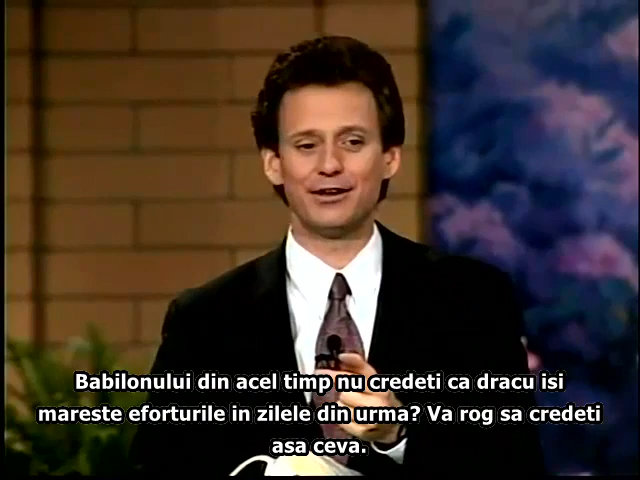 Babilonului din acel timp nu credeti ca dracu isi
mareste eforturile in zilele din urma? Va rog sa credeti
asa ceva.